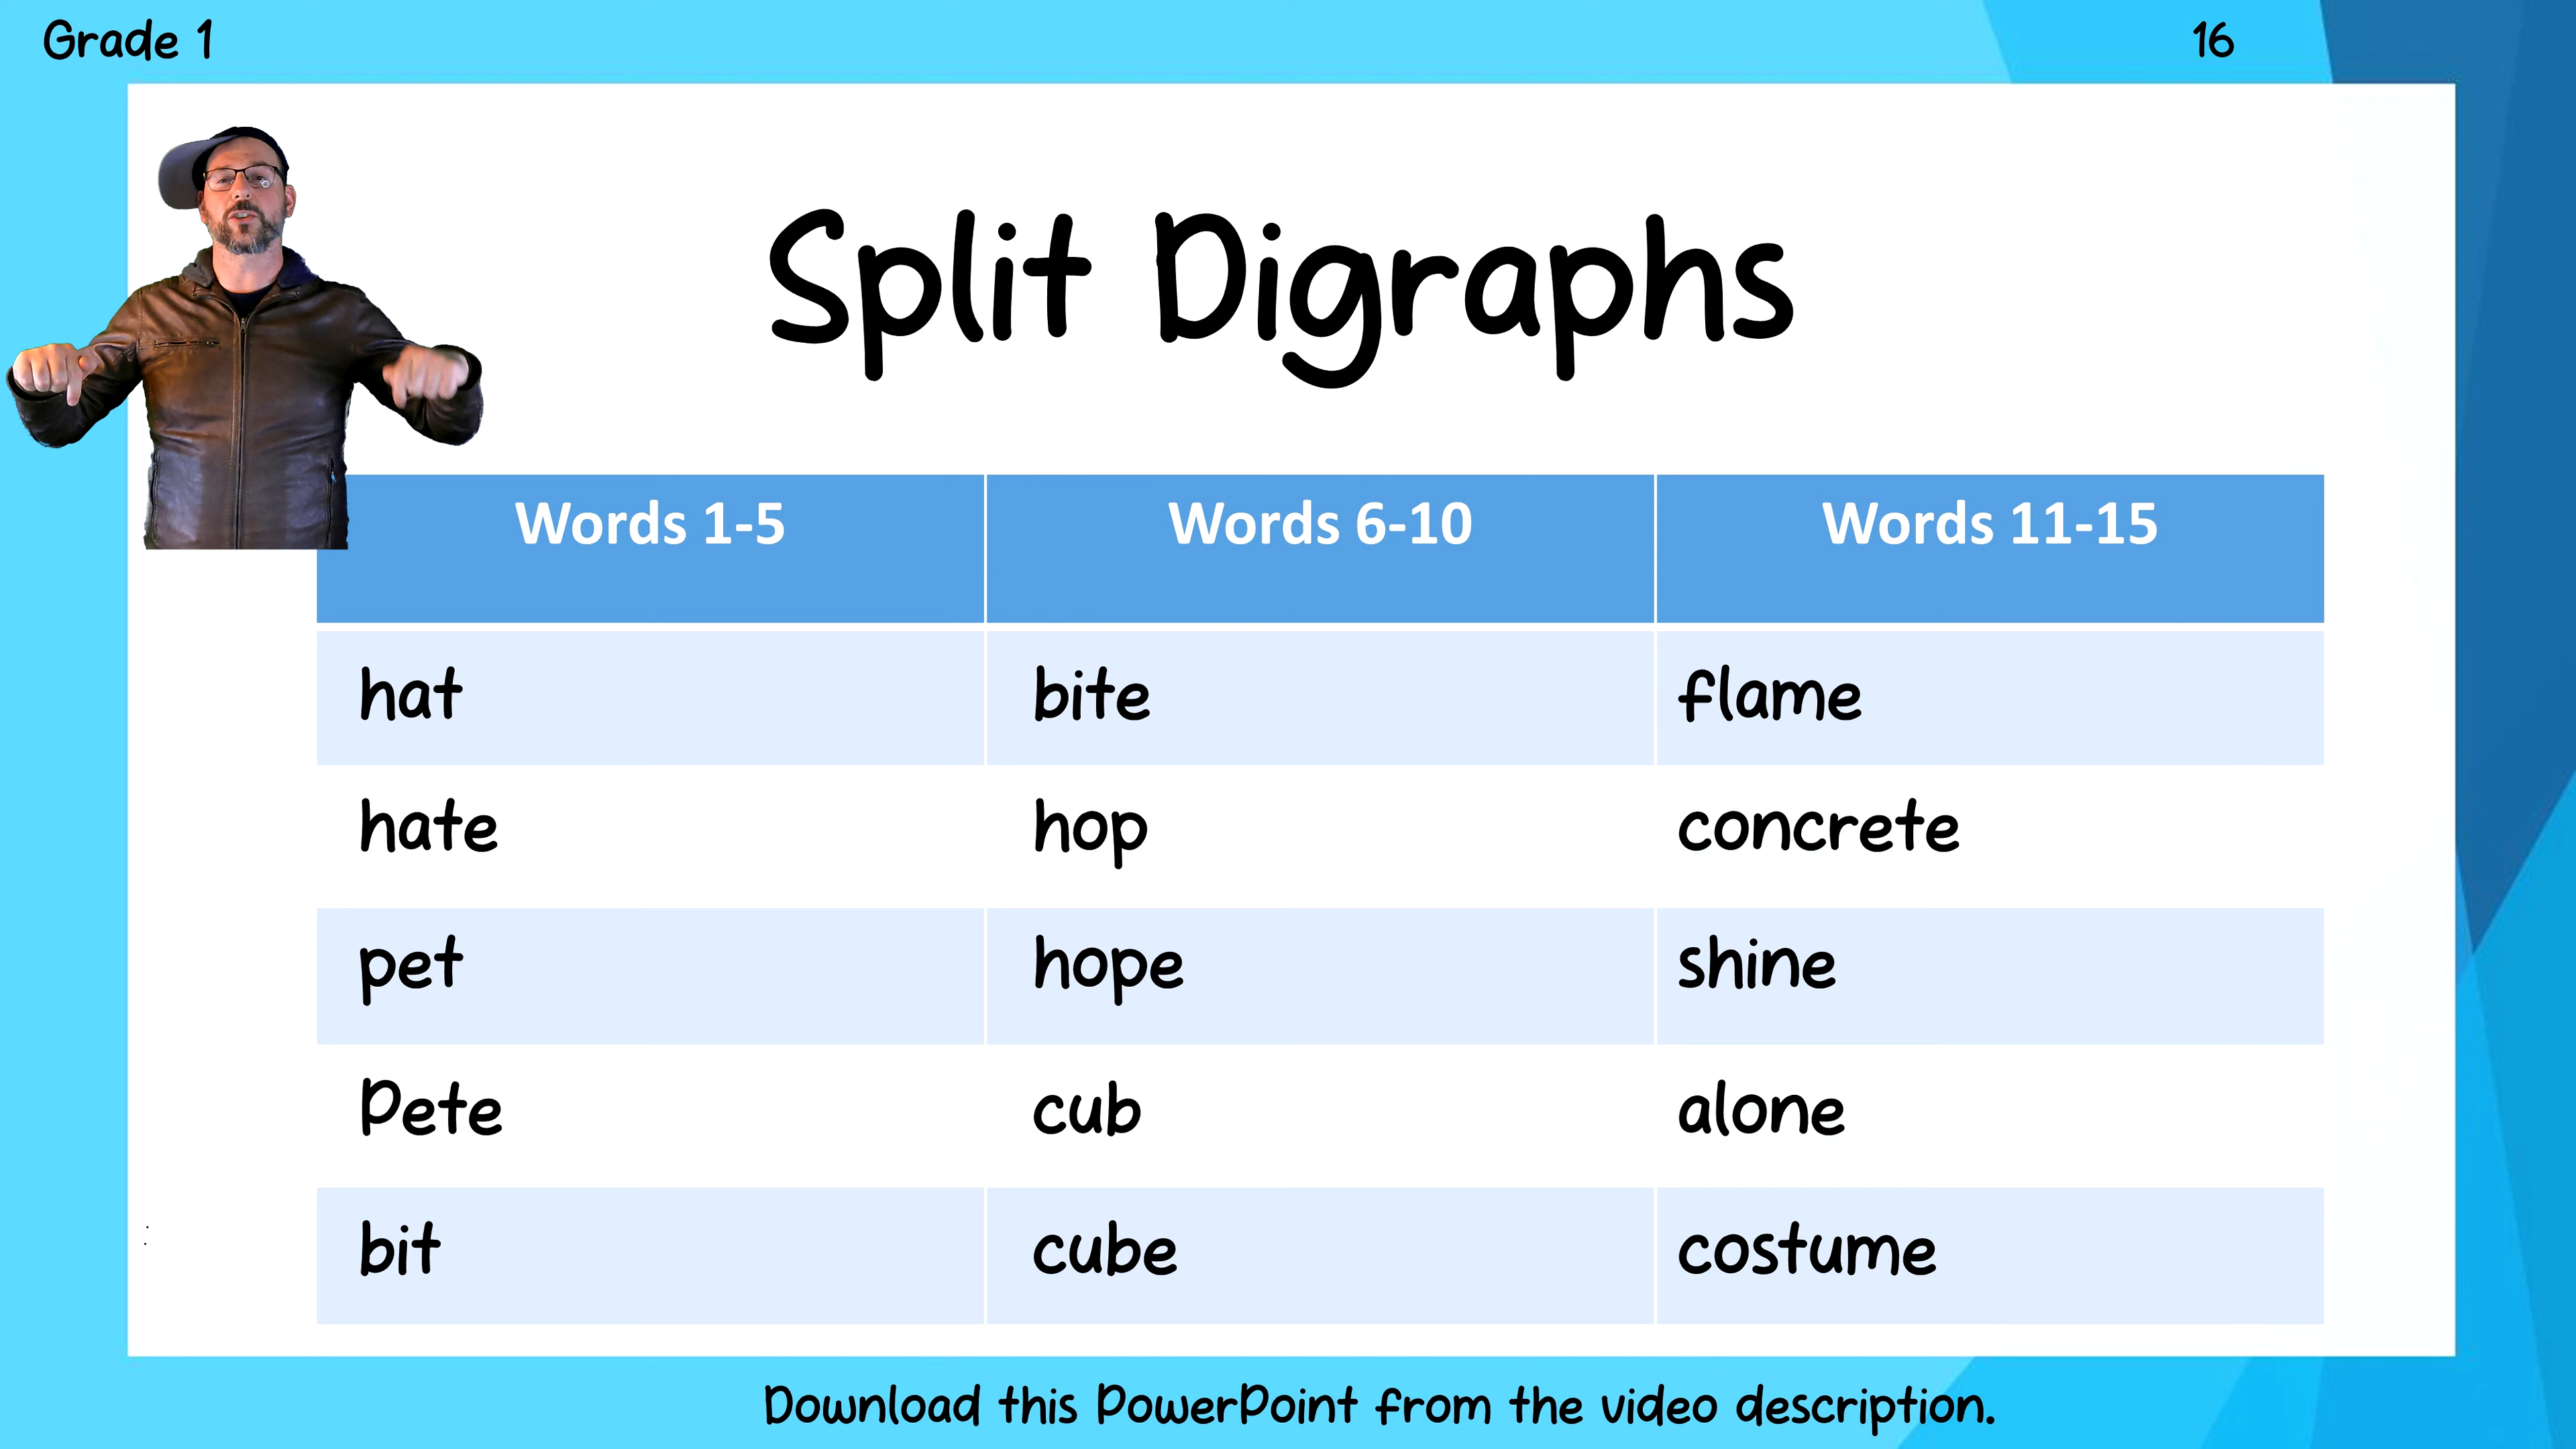 Grade 1
16
Split Digraphs
Words 1-5 Words 6-10 Words 11-15
hat bite flame
hate hop concrete
pet hope shine
Pete cub alone
bit cube costume
Download this PowerPoint from the video description.